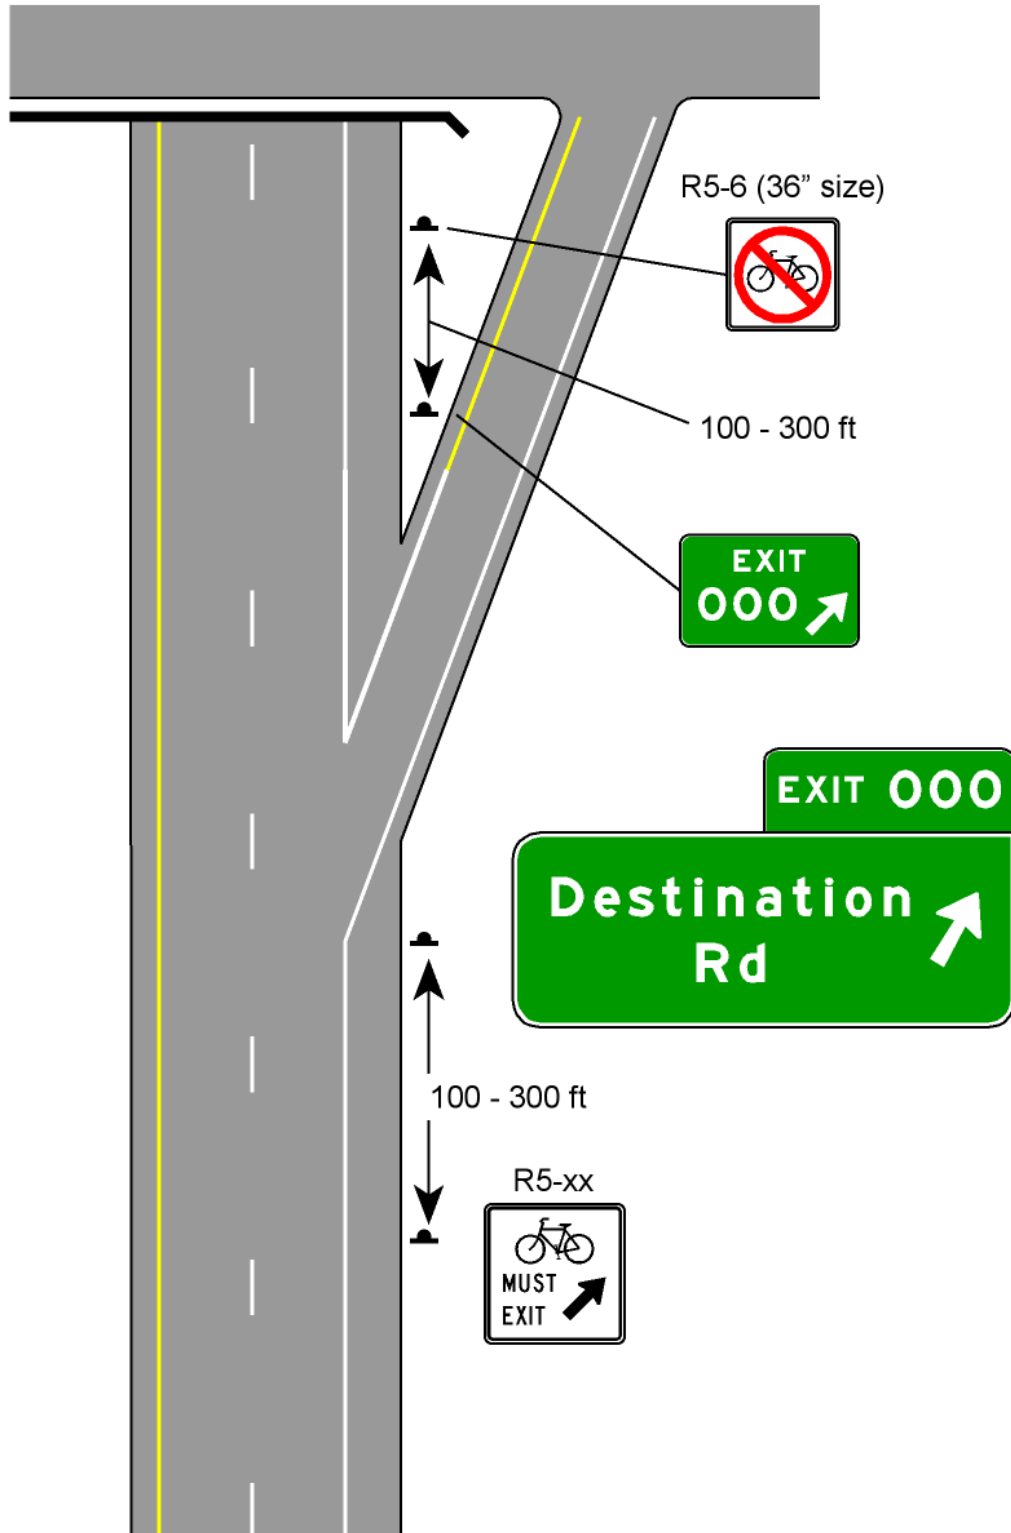 R5-6 (36” size)
100 - 300 ft
EXIT
000
EXIT 000
Destination
Rd
100 - 300 ft
R5-xx
MUST
EXIT